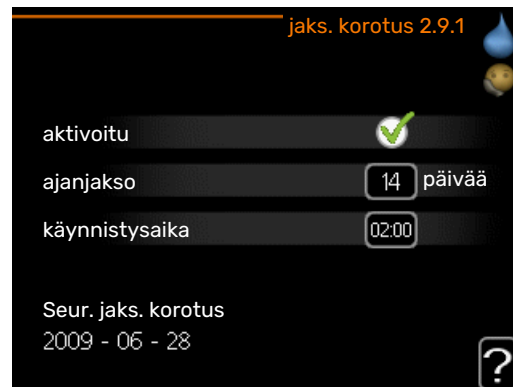 jaks. korotus 2.9.1
aktivoitu
ajanjakso 14 päivää
käynnistysaika 02:00
Seur. jaks. korotus
2009 - 06 - 28
?